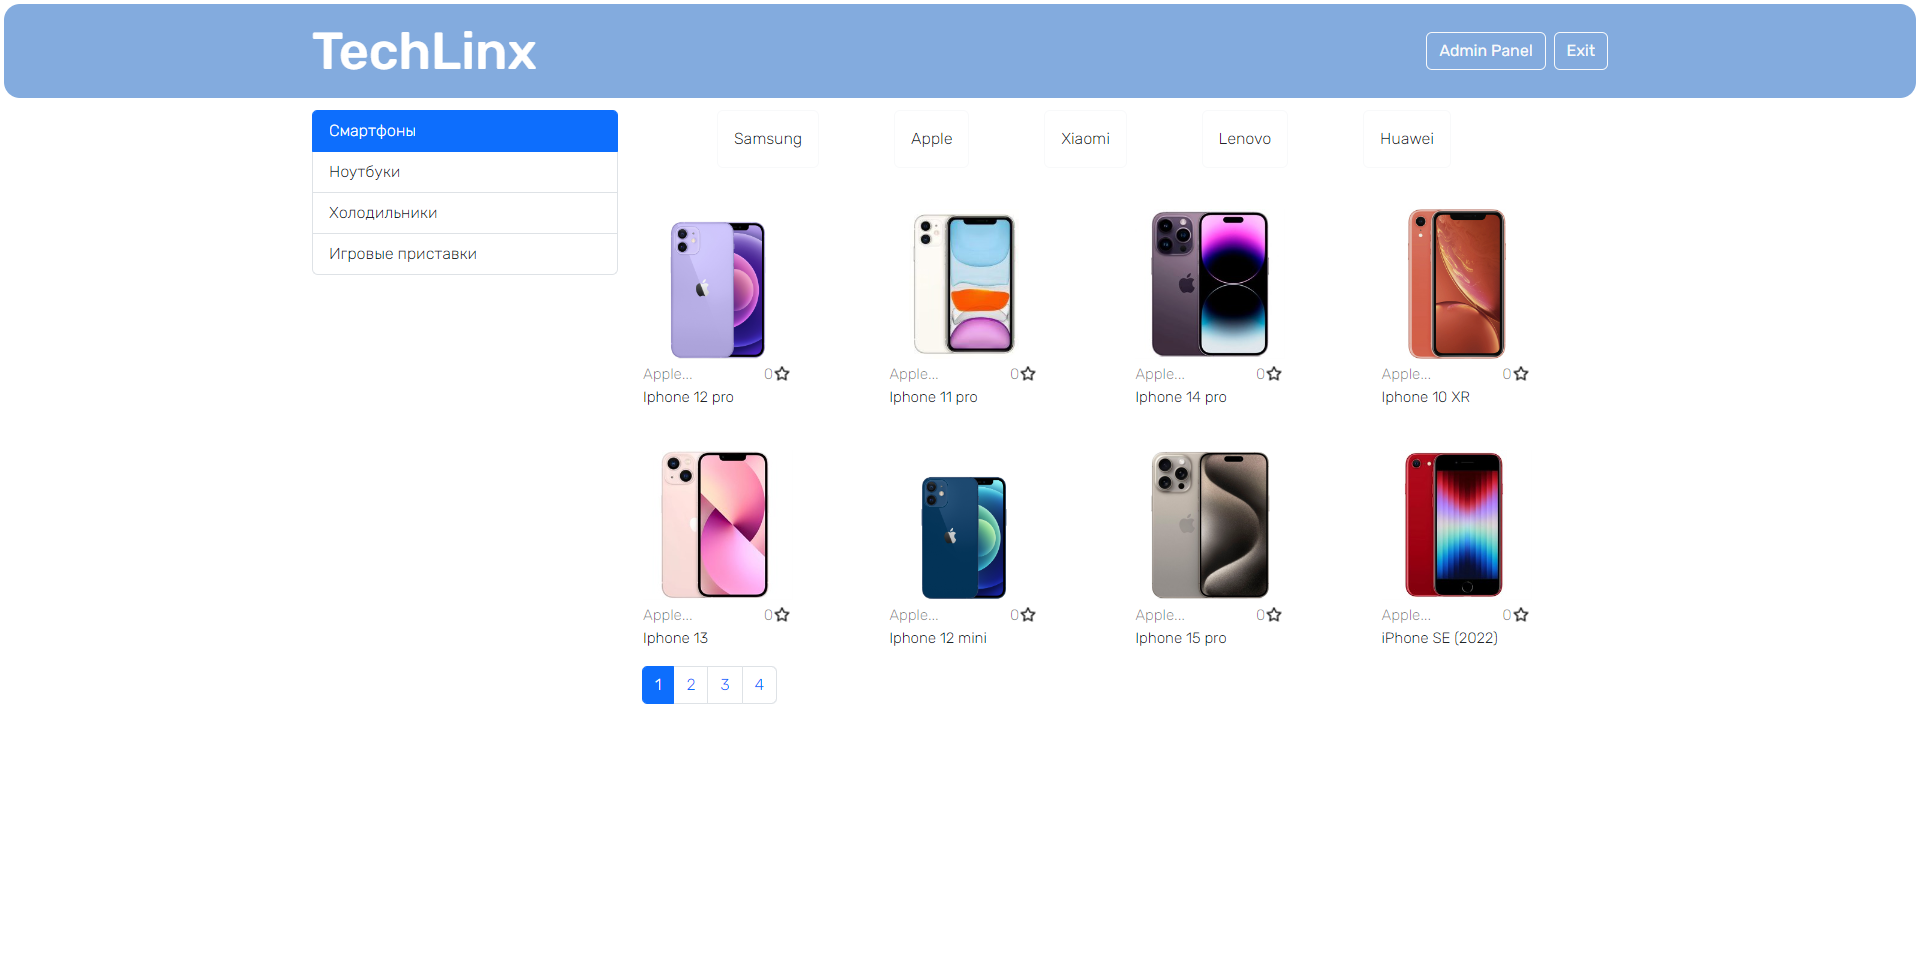 TechLinx
Admin Panel
Exit
Смартфоны
Ноутбуки
Холодильники
Игровые приставки
Samsung
Apple
Xiaomi
Lenovo
Huawei
Apple... 0
Iphone 12 pro
Apple... 0
Iphone 11 pro
Apple... 0
Iphone 14 pro
Apple... 0
Iphone 10 XR
Apple... 0
Iphone 13
Apple... 0
Iphone 12 mini
Apple... 0
Iphone 15 pro
Apple... 0
iPhone SE (2022)
1 2 3 4